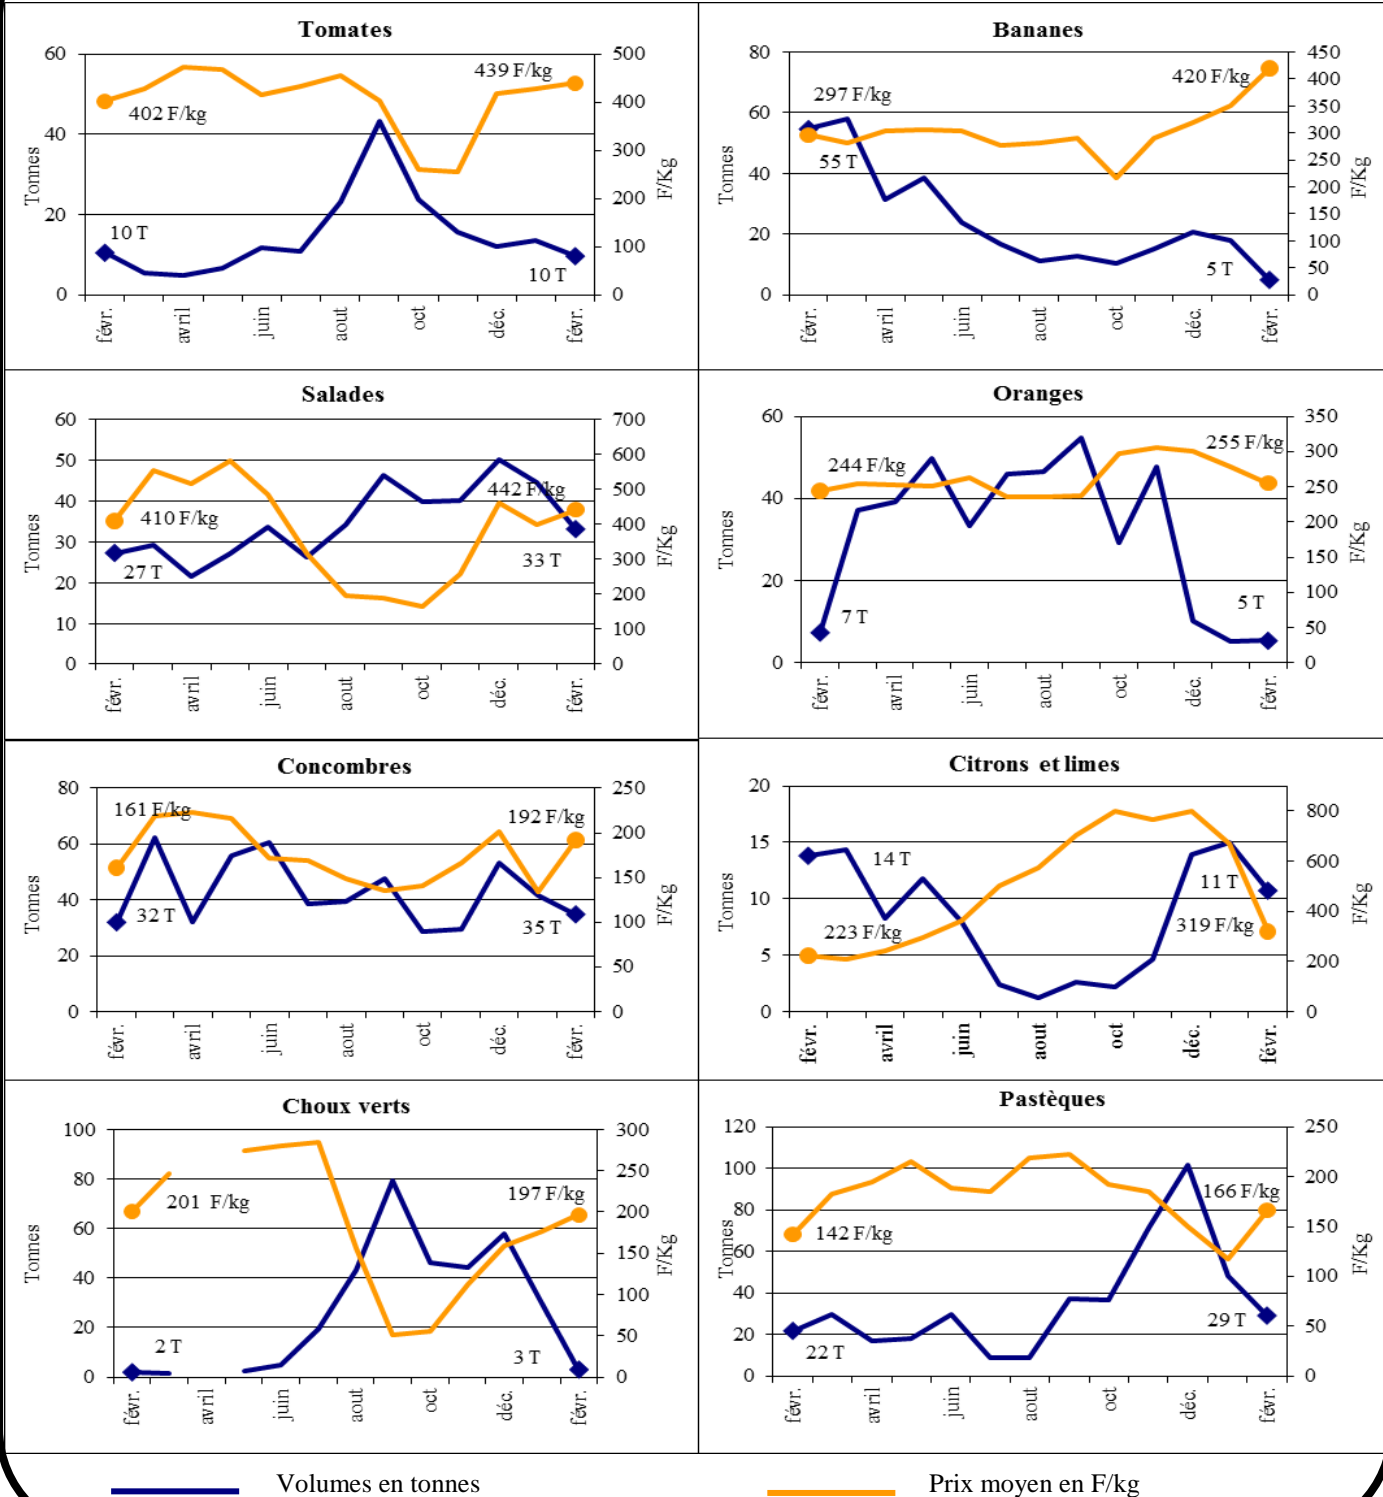 Tomates
60
40
20
0
Tonnes
500
400
300
200
100
0
F/Kg
402 F/kg
439 F/kg
10 T
10 T
févr.
avril
juin
aout
oct
déc.
févr.
Bananes
80
60
40
20
0
Tonnes
450
400
350
300
250
200
150
100
50
0
F/Kg
297 F/kg
420 F/kg
55 T
5 T
févr.
avril
juin
aout
oct
déc.
févr.
Salades
60
50
40
30
20
10
0
Tonnes
700
600
500
400
300
200
100
0
F/Kg
410 F/kg
442 F/kg
27 T
33 T
févr.
avril
juin
aout
oct
déc.
févr.
Oranges
60
40
20
0
Tonnes
350
300
250
200
150
100
50
0
F/Kg
244 F/kg
255 F/kg
7 T
5 T
févr.
avril
juin
aout
oct
déc.
févr.
Concombres
80
60
40
20
0
Tonnes
250
200
150
100
50
0
F/Kg
161 F/kg
192 F/kg
32 T
35 T
févr.
avril
juin
aout
oct
déc.
févr.
Citrons et limes
20
15
10
5
0
Tonnes
800
600
400
200
0
F/Kg
14 T
11 T
223 F/kg
319 F/kg
févr.
avril
juin
aout
oct
déc.
févr.
Choux verts
100
80
60
40
20
0
Tonnes
300
250
200
150
100
50
0
F/Kg
201 F/kg
197 F/kg
2 T
3 T
févr.
avril
juin
aout
oct
déc.
févr.
Pastèques
120
100
80
60
40
20
0
Tonnes
250
200
150
100
50
0
F/Kg
142 F/kg
166 F/kg
22 T
29 T
févr.
avril
juin
aout
oct
déc.
févr.
Volumes en tonnes
Prix moyen en F/kg